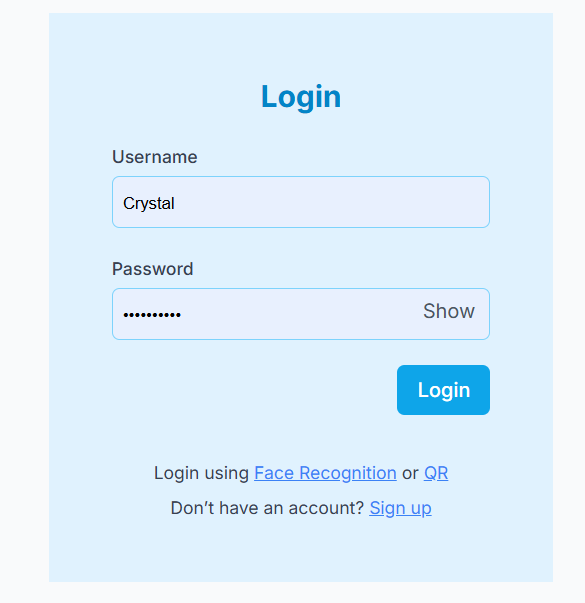 Login
Username
Crystal
Password
••••••••••
Show
Login
Login using Face Recognition or QR
Don’t have an account? Sign up